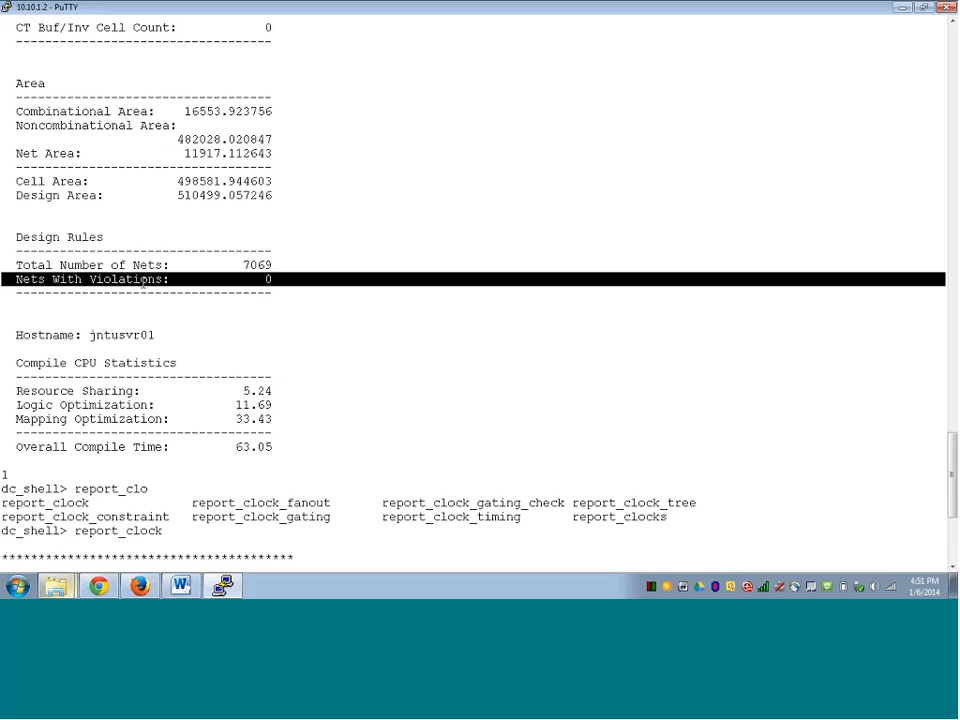 10.10.1.2 - PuTTY
CT Buf/Inv Cell Count: 0
-----------------------------------
Area
-----------------------------------
Combinational Area: 16553.923756
Noncombinational Area:
482028.020847
Net Area: 11917.112643
-----------------------------------
Cell Area: 498581.944603
Design Area: 510499.057246
Design Rules
-----------------------------------
Total Number of Nets: 7069
Nets With Violations: 0
-----------------------------------
Hostname: jntusvr01
Compile CPU Statistics
-----------------------------------
Resource Sharing: 5.24
Logic Optimization: 11.69
Mapping Optimization: 33.43
-----------------------------------
Overall Compile Time: 63.05
1
dc_shell> report_clo
report_clock report_clock_fanout report_clock_gating_check report_clock_tree
report_clock_constraint report_clock_gating report_clock_timing report_clocks
dc_shell> report_clock
****************************************
4:51 PM
1/6/2014